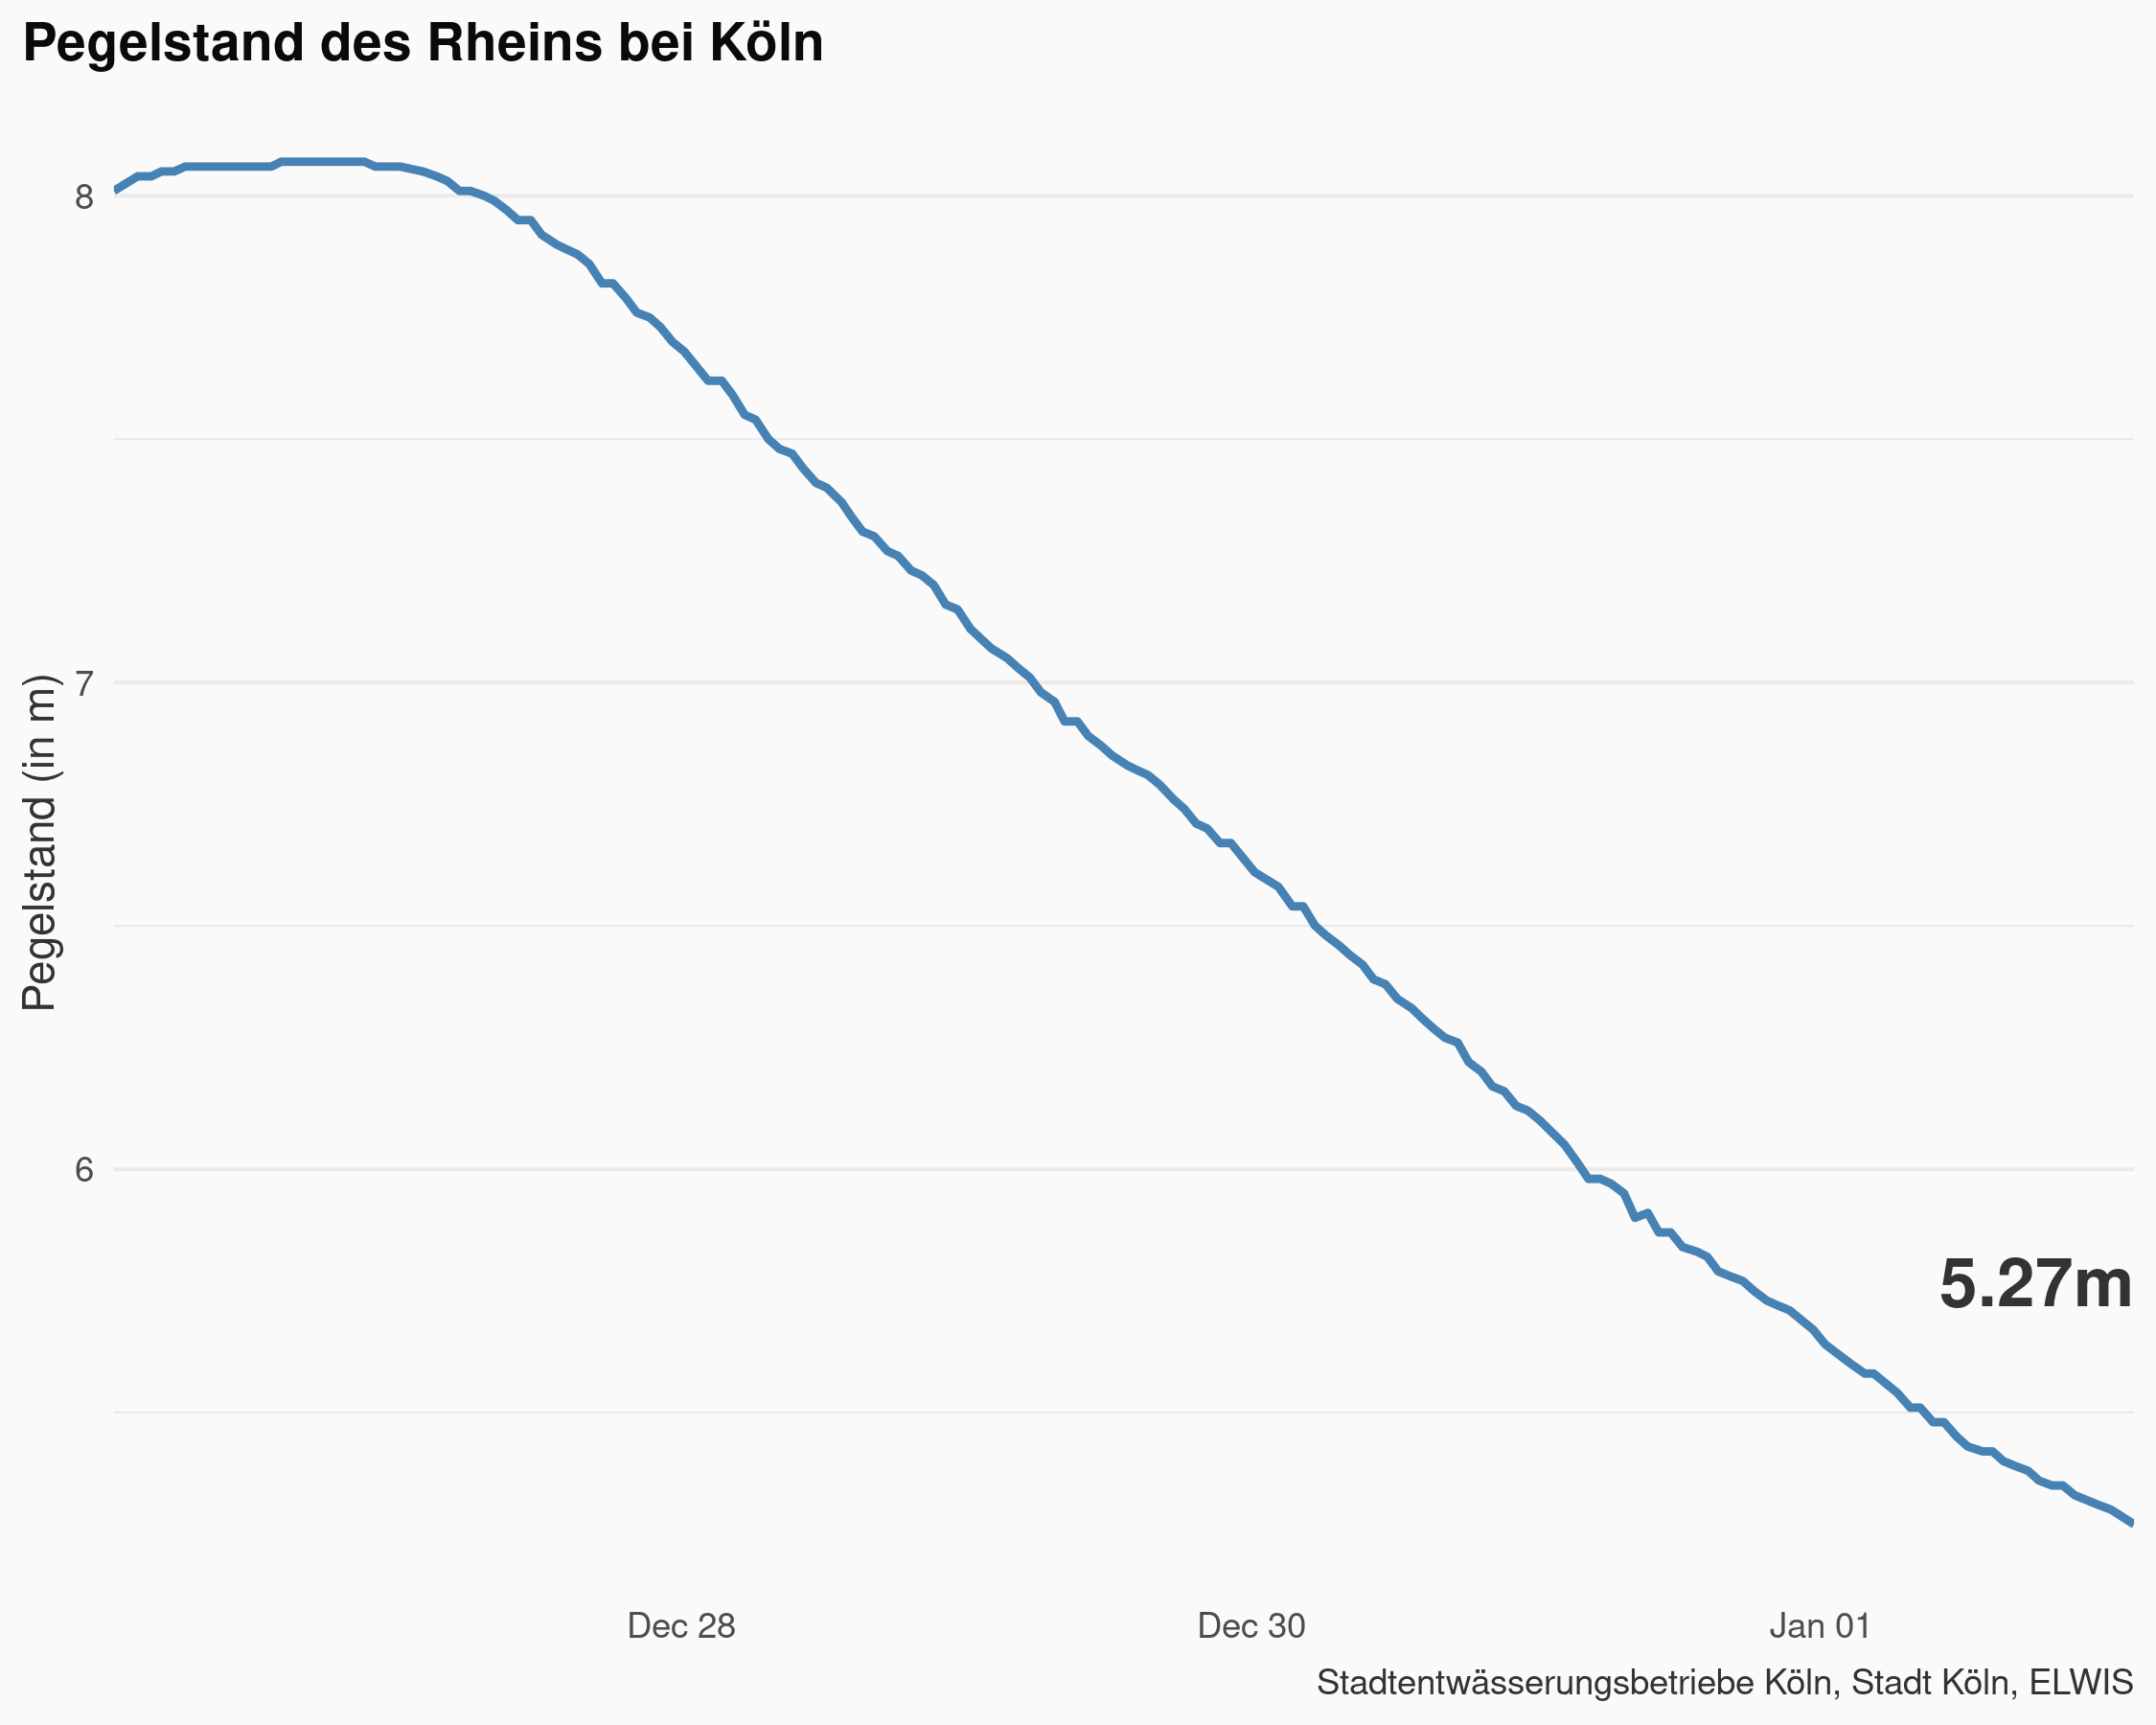 Pegelstand des Rheins bei Köln
Pegelstand (in m)
8
7
6
5.27m
Dec 28
Dec 30
Jan 01
Stadtentwässerungsbetriebe Köln, Stadt Köln, ELWIS